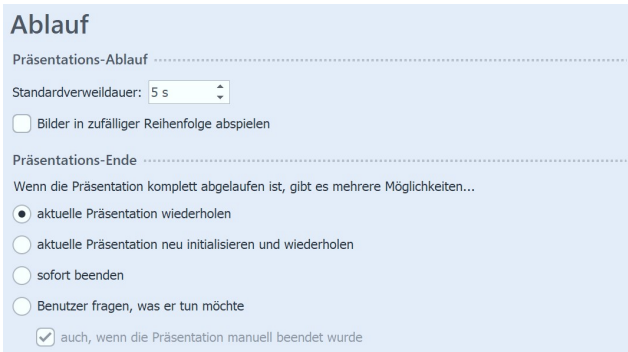 Ablauf
Präsentations-Ablauf
Standardverweildauer: 5 s
Bilder in zufälliger Reihenfolge abspielen
Präsentations-Ende
Wenn die Präsentation komplett abgelaufen ist, gibt es mehrere Möglichkeiten...
aktuelle Präsentation wiederholen
aktuelle Präsentation neu initialisieren und wiederholen
sofort beenden
Benutzer fragen, was er tun möchte
auch, wenn die Präsentation manuell beendet wurde